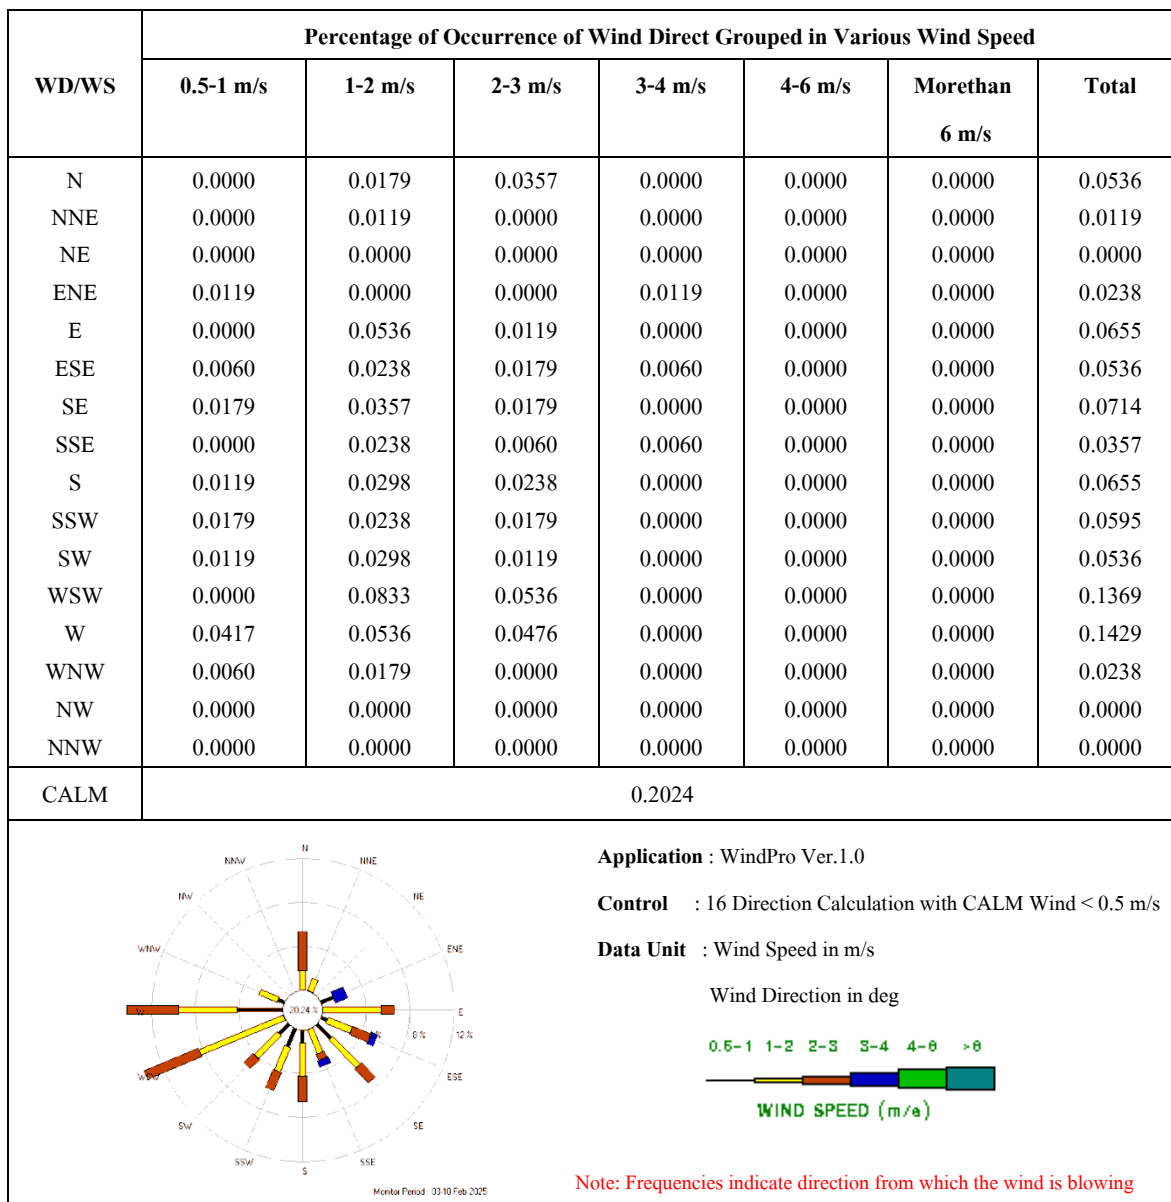 Percentage of Occurrence of Wind Direct Grouped in Various Wind Speed
WD/WS 0.5-1 m/s 1-2 m/s 2-3 m/s 3-4 m/s 4-6 m/s Morethan 6 m/s Total
N 0.0000 0.0179 0.0357 0.0000 0.0000 0.0000 0.0536
NNE 0.0000 0.0119 0.0000 0.0000 0.0000 0.0000 0.0119
NE 0.0000 0.0000 0.0000 0.0000 0.0000 0.0000 0.0000
ENE 0.0119 0.0000 0.0000 0.0119 0.0000 0.0000 0.0238
E 0.0000 0.0536 0.0119 0.0000 0.0000 0.0000 0.0655
ESE 0.0060 0.0238 0.0179 0.0060 0.0000 0.0000 0.0536
SE 0.0179 0.0357 0.0179 0.0000 0.0000 0.0000 0.0714
SSE 0.0000 0.0238 0.0060 0.0060 0.0000 0.0000 0.0357
S 0.0119 0.0298 0.0238 0.0000 0.0000 0.0000 0.0655
SSW 0.0179 0.0238 0.0179 0.0000 0.0000 0.0000 0.0595
SW 0.0119 0.0298 0.0119 0.0000 0.0000 0.0000 0.0536
WSW 0.0000 0.0833 0.0536 0.0000 0.0000 0.0000 0.1369
W 0.0417 0.0536 0.0476 0.0000 0.0000 0.0000 0.1429
WNW 0.0060 0.0179 0.0000 0.0000 0.0000 0.0000 0.0238
NW 0.0000 0.0000 0.0000 0.0000 0.0000 0.0000 0.0000
NNW 0.0000 0.0000 0.0000 0.0000 0.0000 0.0000 0.0000
CALM 0.2024
N
NNW NNE
NW NE
WNW ENE
20.24 % E
8 % 12 %
ESE
SW SE
SSW SSE
S
Monitor Period : 03-10 Feb 2025
Application : WindPro Ver.1.0
Control : 16 Direction Calculation with CALM Wind < 0.5 m/s
Data Unit : Wind Speed in m/s
Wind Direction in deg
0.5-1 1-2 2-3 3-4 4-6 >6
WIND SPEED (m/s)
Note: Frequencies indicate direction from which the wind is blowing